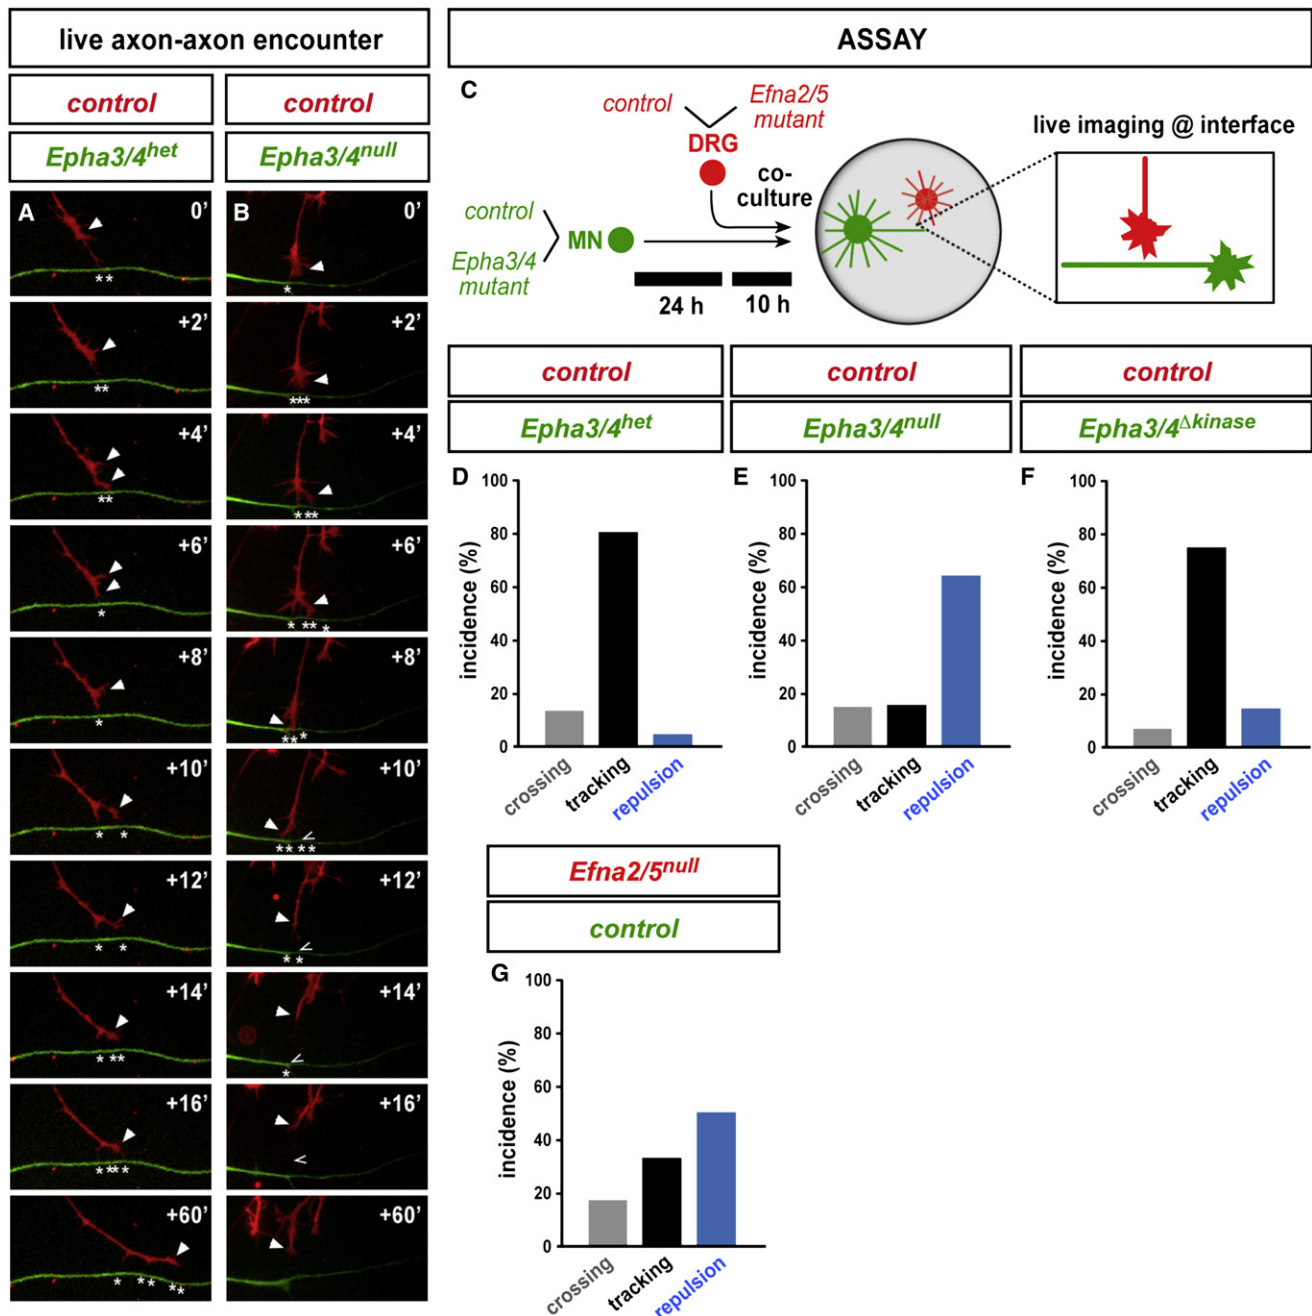 live axon-axon encounter
control
control
Epha3/4het
Epha3/4null
A
0’
B
0’
**
*
+2’
+2’
**
***
+4’
+4’
**
***
+6’
+6’
*
* ** *
+8’
+8’
*
** *
+10’
+10’
* *
** **
+12’
+12’
* *
* *
+14’
+14’
* **
*
+16’
+16’
* ** *
+60’
+60’
* ** **
ASSAY
C
control
Efna2/5
mutant
DRG
co-
culture
control
MN
Epha3/4
mutant
24 h
10 h
live imaging @ interface
control
control
control
Epha3/4het
Epha3/4null
Epha3/4Δkinase
D
incidence (%)
100
80
60
40
20
0
crossing
tracking
repulsion
E
incidence (%)
100
80
60
40
20
0
crossing
tracking
repulsion
F
incidence (%)
100
80
60
40
20
0
crossing
tracking
repulsion
Efna2/5null
control
G
incidence (%)
100
80
60
40
20
0
crossing
tracking
repulsion